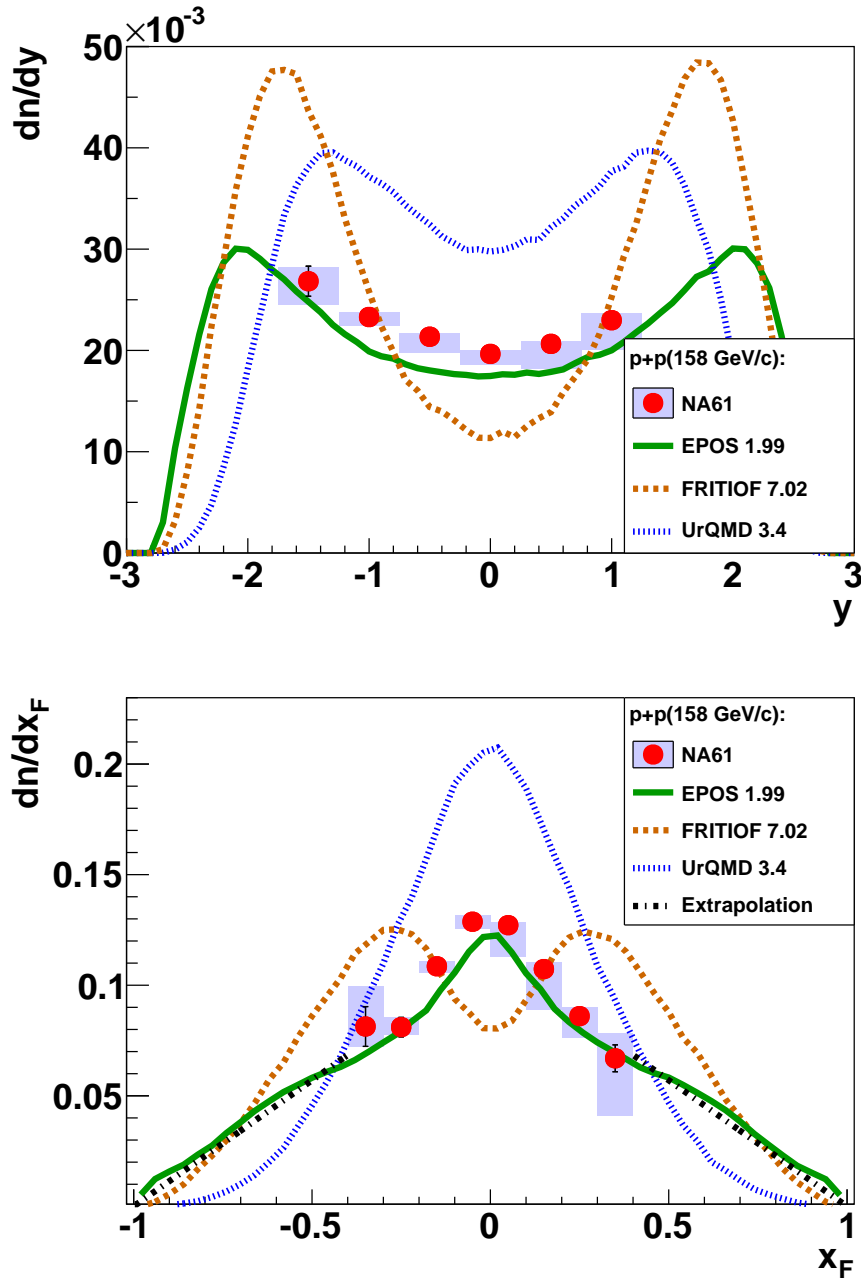 ×10⁻³
dn/dy
50
40
30
20
10
0
-3 -2 -1 0 1 2 3
y
p+p(158 GeV/c):
NA61
EPOS 1.99
FRITIOF 7.02
UrQMD 3.4
dn/dx_F
0.2
0.15
0.1
0.05
-1 -0.5 0 0.5 1
x_F
p+p(158 GeV/c):
NA61
EPOS 1.99
FRITIOF 7.02
UrQMD 3.4
Extrapolation